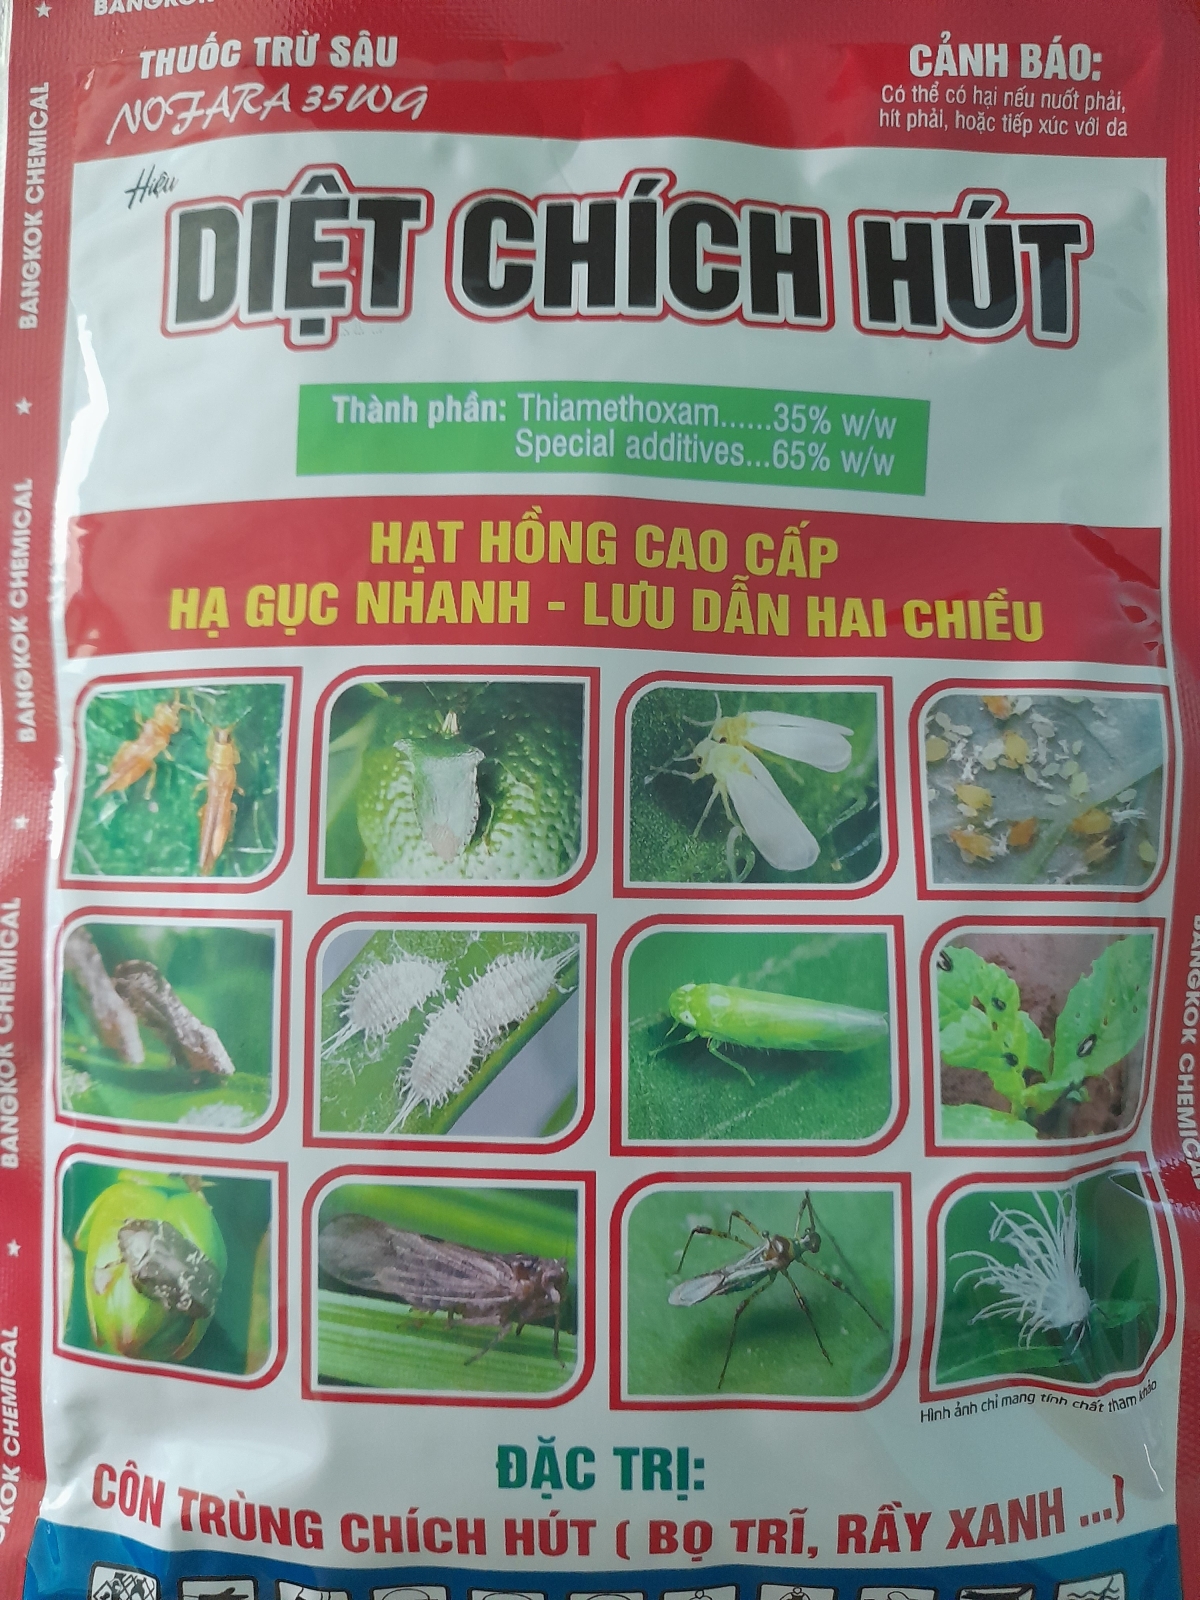 BANGKOK
THUỐC TRỪ SÂU
NOFARA 35WG
CẢNH BÁO:
Có thể có hại nếu nuốt phải,
hít phải, hoặc tiếp xúc với da
Hiệu
DIỆT CHÍCH HÚT
Thành phần: Thiamethoxam......35% w/w
Special additives...65% w/w
HẠT HỒNG CAO CẤP
HẠ GỤC NHANH - LƯU DẪN HAI CHIỀU
Hình ảnh chỉ mang tính chất tham khảo
ĐẶC TRỊ:
CÔN TRÙNG CHÍCH HÚT ( BỌ TRĨ, RẦY XANH ...)
BANGKOK CHEMICAL
BANGKOK CHEMICAL
BANGKOK CHEMICAL
KOK CHEMICAL
BANGKOK CHEMICA